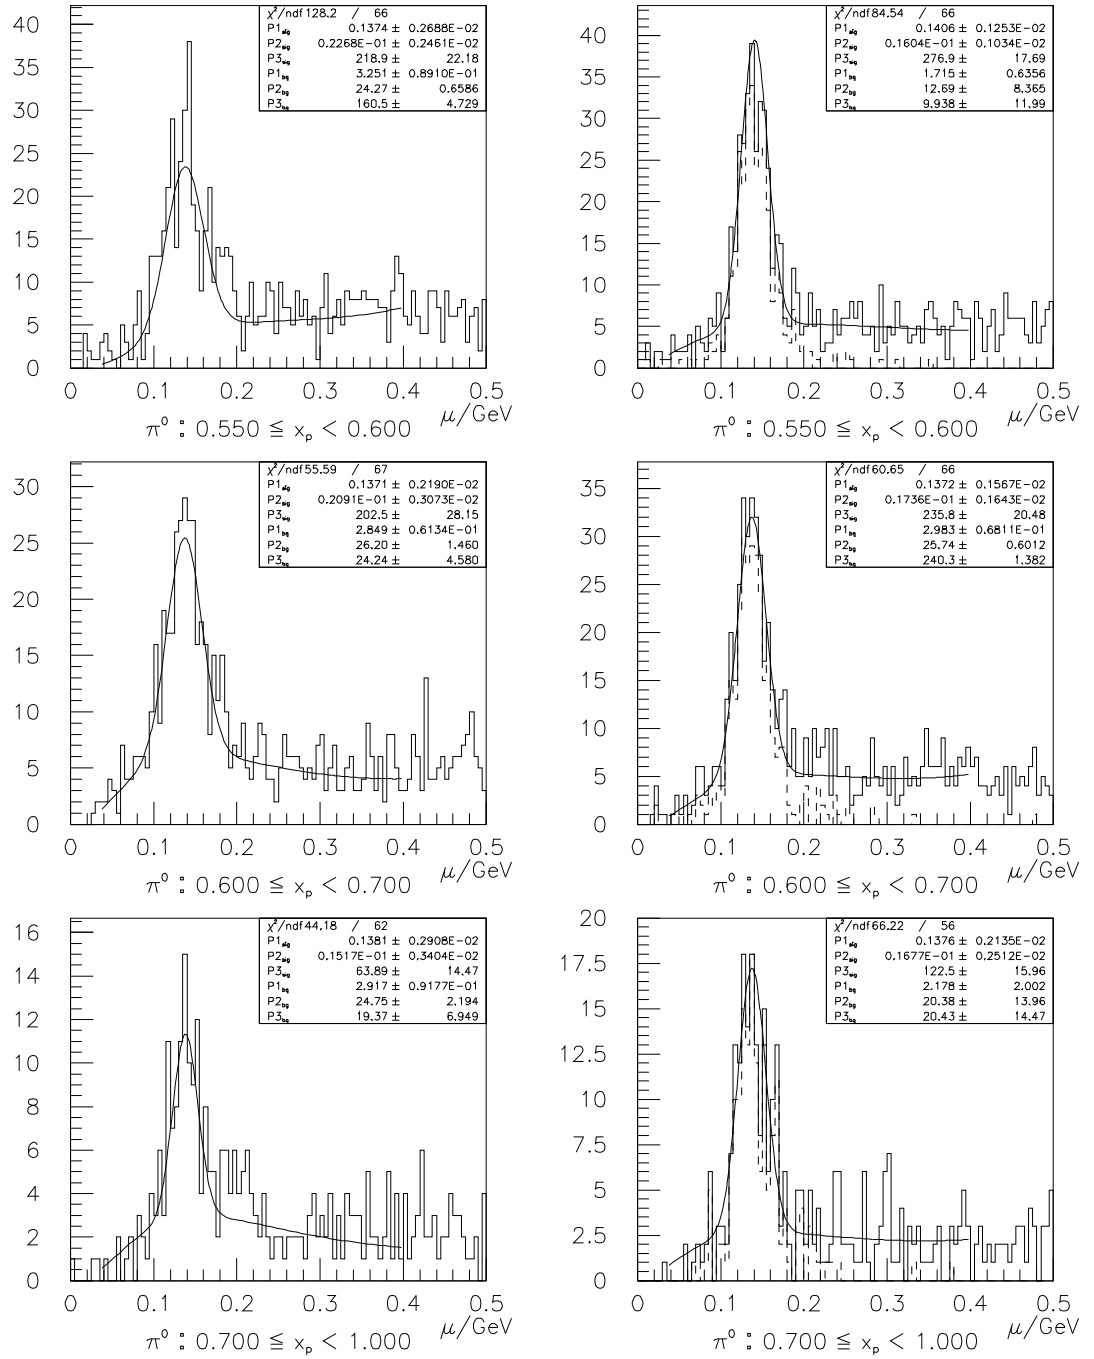 χ²/ndf 128.2 / 66
P1sig 0.1374 ± 0.2688E-02
P2sig 0.2268E-01 ± 0.2461E-02
P3sig 218.9 ± 22.18
P1bg 3.251 ± 0.8910E-01
P2bg 24.27 ± 0.6586
P3bg 160.5 ± 4.729
40
35
30
25
20
15
10
5
0
0 0.1 0.2 0.3 0.4 0.5
μ/GeV
π⁰ : 0.550 ≦ xp < 0.600
χ²/ndf 84.54 / 66
P1sig 0.1406 ± 0.1253E-02
P2sig 0.1604E-01 ± 0.1034E-02
P3sig 276.9 ± 17.69
P1bg 1.715 ± 0.6356
P2bg 12.69 ± 8.365
P3bg 9.938 ± 11.99
40
35
30
25
20
15
10
5
0
0 0.1 0.2 0.3 0.4 0.5
μ/GeV
π⁰ : 0.550 ≦ xp < 0.600
χ²/ndf 55.59 / 67
P1sig 0.1371 ± 0.2190E-02
P2sig 0.2091E-01 ± 0.3073E-02
P3sig 202.5 ± 28.15
P1bg 2.849 ± 0.6134E-01
P2bg 26.20 ± 1.460
P3bg 24.24 ± 4.580
30
25
20
15
10
5
0
0 0.1 0.2 0.3 0.4 0.5
μ/GeV
π⁰ : 0.600 ≦ xp < 0.700
χ²/ndf 60.65 / 66
P1sig 0.1372 ± 0.1567E-02
P2sig 0.1736E-01 ± 0.1643E-02
P3sig 235.8 ± 20.48
P1bg 2.983 ± 0.6811E-01
P2bg 25.74 ± 0.6012
P3bg 240.3 ± 1.382
35
30
25
20
15
10
5
0
0 0.1 0.2 0.3 0.4 0.5
μ/GeV
π⁰ : 0.600 ≦ xp < 0.700
χ²/ndf 44.18 / 62
P1sig 0.1381 ± 0.2908E-02
P2sig 0.1517E-01 ± 0.3404E-02
P3sig 63.89 ± 14.47
P1bg 2.917 ± 0.9177E-01
P2bg 24.75 ± 2.194
P3bg 19.37 ± 6.949
16
14
12
10
8
6
4
2
0
0 0.1 0.2 0.3 0.4 0.5
μ/GeV
π⁰ : 0.700 ≦ xp < 1.000
χ²/ndf 66.22 / 56
P1sig 0.1376 ± 0.2135E-02
P2sig 0.1677E-01 ± 0.2512E-02
P3sig 122.5 ± 15.96
P1bg 2.178 ± 2.002
P2bg 20.38 ± 13.96
P3bg 20.43 ± 14.47
20
17.5
15
12.5
10
7.5
5
2.5
0
0 0.1 0.2 0.3 0.4 0.5
μ/GeV
π⁰ : 0.700 ≦ xp < 1.000